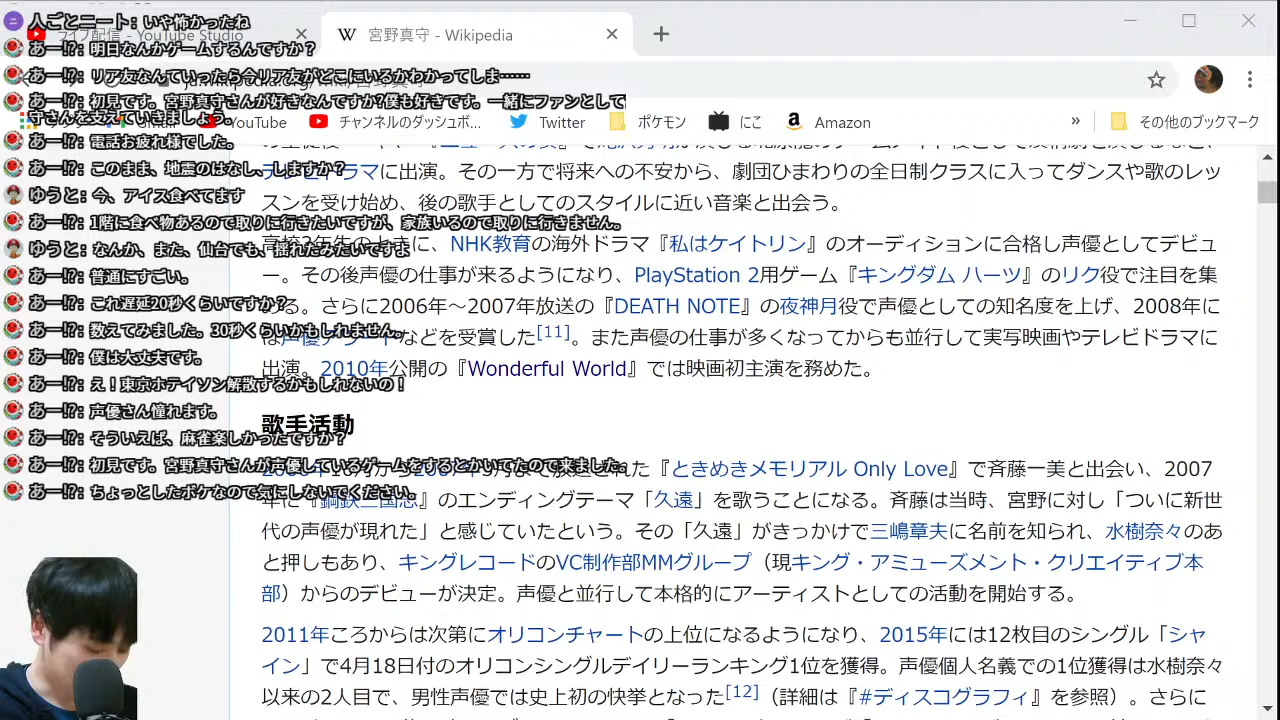 人ごとニート: いや怖かったね
ライブ配信 - YouTube Studio
宮野真守 - Wikipedia
あー!?: 明日なんかゲームするんですか？
あー!?: リア友なんていったら今リア友がどこにいるかわかってしま……
あー!?: 初見です。宮野真守さんが好きなんですか?僕も好きです。一緒にファンとして
守さんを支えていきましょう。
YouTube
チャンネルのダッシュボ...
Twitter
ポケモン
にこ
Amazon
»
その他のブックマーク
あー!?: 電話お疲れ様でした。
あー!?: このまま、地震のはなし、しますか？
ゆうと: 今、アイス食べてます
あー!?: 1階に食べ物あるので取りに行きたいですが、家族いるので取りに行きません。
ゆうと: なんか、また、仙台でも、揺れたみたいですよ
あー!?: 普通にすごい。
あー!?: これ遅延20秒くらいですか？
あー!?: 数えてみました。30秒くらいかもしれません。
あー!?: 僕は大丈夫です。
あー!?: え！東京ホテイソン解散するかもしれないの！
あー!?: 声優さん憧れます。
あー!?: そういえば、麻雀楽しかったですか？
あー!?: 初見です。宮野真守さんが声優しているゲームをするとかいてたので来ました。
あー!?: ちょっとしたボケなので気にしないでください。
テレビドラマに出演。その一方で将来への不安から、劇団ひまわりの全日制クラスに入ってダンスや歌のレッ
スンを受け始め、後の歌手としてのスタイルに近い音楽と出会う。
高校2年生のときに、NHK教育の海外ドラマ『私はケイトリン』のオーディションに合格し声優としてデビュ
ー。その後声優の仕事が来るようになり、PlayStation 2用ゲーム『キングダム ハーツ』のリク役で注目を集
める。さらに2006年～2007年放送の『DEATH NOTE』の夜神月役で声優としての知名度を上げ、2008年に
は声優アワードなどを受賞した[11]。また声優の仕事が多くなってからも並行して実写映画やテレビドラマに
出演。2010年公開の『Wonderful World』では映画初主演を務めた。
歌手活動
された『ときめきメモリアル Only Love』で斉藤一美と出会い、2007
年に『鋼鉄三国志』のエンディングテーマ「久遠」を歌うことになる。斉藤は当時、宮野に対し「ついに新世
代の声優が現れた」と感じていたという。その「久遠」がきっかけで三嶋章夫に名前を知られ、水樹奈々のあ
と押しもあり、キングレコードのVC制作部MMグループ（現キング・アミューズメント・クリエイティブ本
部）からのデビューが決定。声優と並行して本格的にアーティストとしての活動を開始する。
2011年ころからは次第にオリコンチャートの上位になるようになり、2015年には12枚目のシングル「シャ
イン」で4月18日付のオリコンシングルデイリーランキング1位を獲得。声優個人名義での1位獲得は水樹奈々
以来の2人目で、男性声優では史上初の快挙となった[12]（詳細は『#ディスコグラフィ』を参照）。さらに